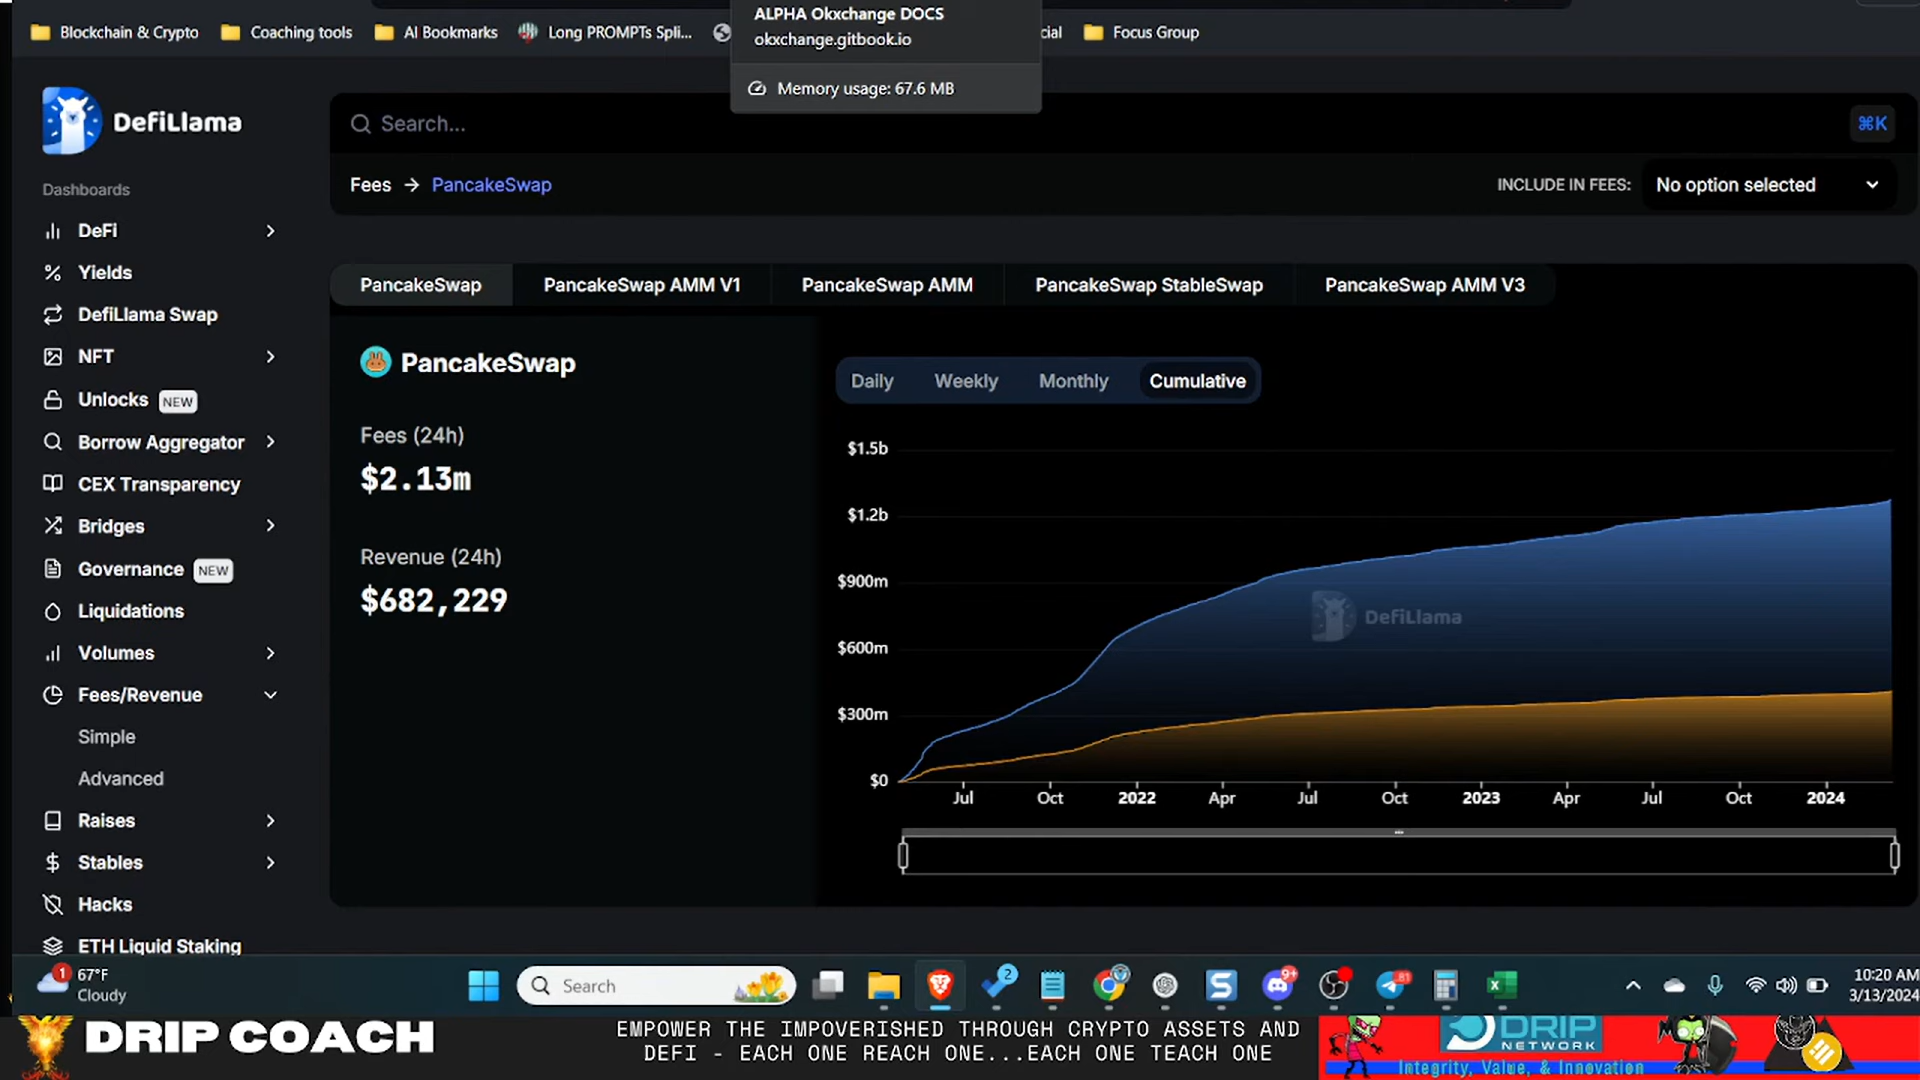 ALPHA Okxchange DOCS
okxchange.gitbook.io
Memory usage: 67.6 MB
Blockchain & Crypto
Coaching tools
AI Bookmarks
Long PROMPTs Spli...
cial
Focus Group
DefiLlama
Search...
⌘K
Fees → PancakeSwap
INCLUDE IN FEES:
No option selected
Dashboards
DeFi
Yields
DefiLlama Swap
NFT
Unlocks NEW
Borrow Aggregator
CEX Transparency
Bridges
Governance NEW
Liquidations
Volumes
Fees/Revenue
Simple
Advanced
Raises
Stables
Hacks
ETH Liquid Staking
PancakeSwap
PancakeSwap AMM V1
PancakeSwap AMM
PancakeSwap StableSwap
PancakeSwap AMM V3
PancakeSwap
Fees (24h)
$2.13m
Revenue (24h)
$682,229
Daily
Weekly
Monthly
Cumulative
$1.5b
$1.2b
$900m
$600m
$300m
$0
DefiLlama
Jul
Oct
2022
Apr
Jul
Oct
2023
Apr
Jul
Oct
2024
1
67°F
Cloudy
Search
2
9+
81
10:20 AM
3/13/2024
DRIP COACH
EMPOWER THE IMPOVERISHED THROUGH CRYPTO ASSETS AND
DEFI - EACH ONE REACH ONE...EACH ONE TEACH ONE
DRIP
NETWORK
Integrity, Value, & Innovation